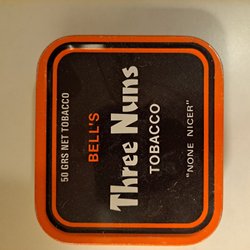 50 GRS NET TOBACCO
BELL'S
Three Nuns
TOBACCO
"NONE NICER"